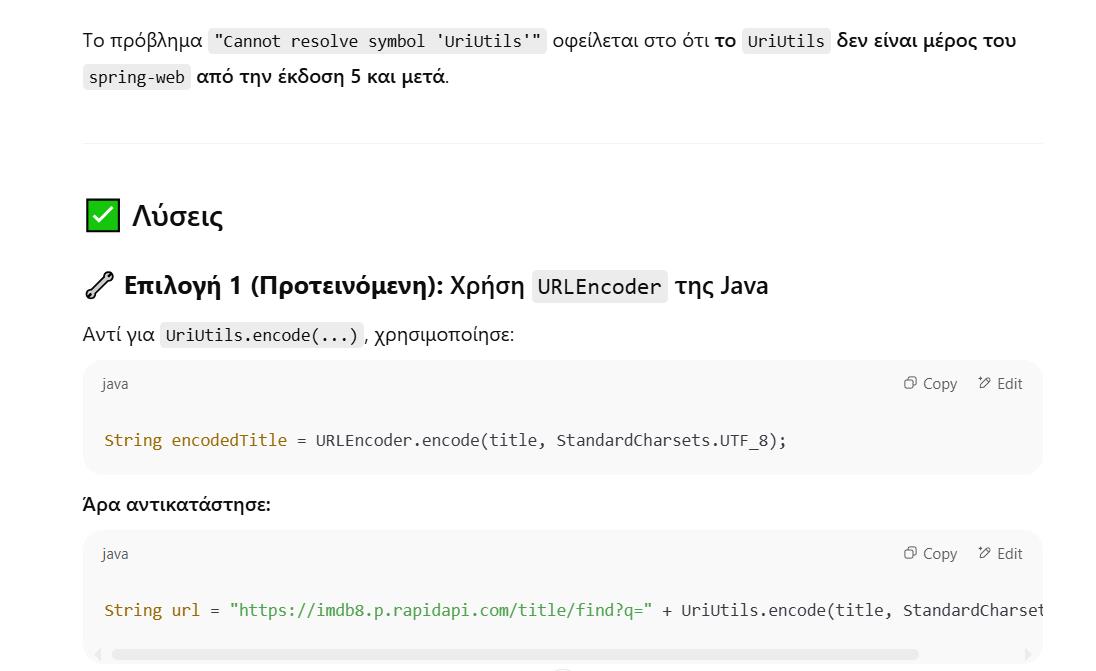 Το πρόβλημα "Cannot resolve symbol 'UriUtils'" οφείλεται στο ότι το UriUtils δεν είναι μέρος του
spring-web από την έκδοση 5 και μετά.
Λύσεις
Επιλογή 1 (Προτεινόμενη): Χρήση URLEncoder της Java
Αντί για UriUtils.encode(...), χρησιμοποίησε:
java Copy Edit
String encodedTitle = URLEncoder.encode(title, StandardCharsets.UTF_8);
Άρα αντικατάστησε:
java Copy Edit
String url = "https://imdb8.p.rapidapi.com/title/find?q=" + UriUtils.encode(title, StandardCharset